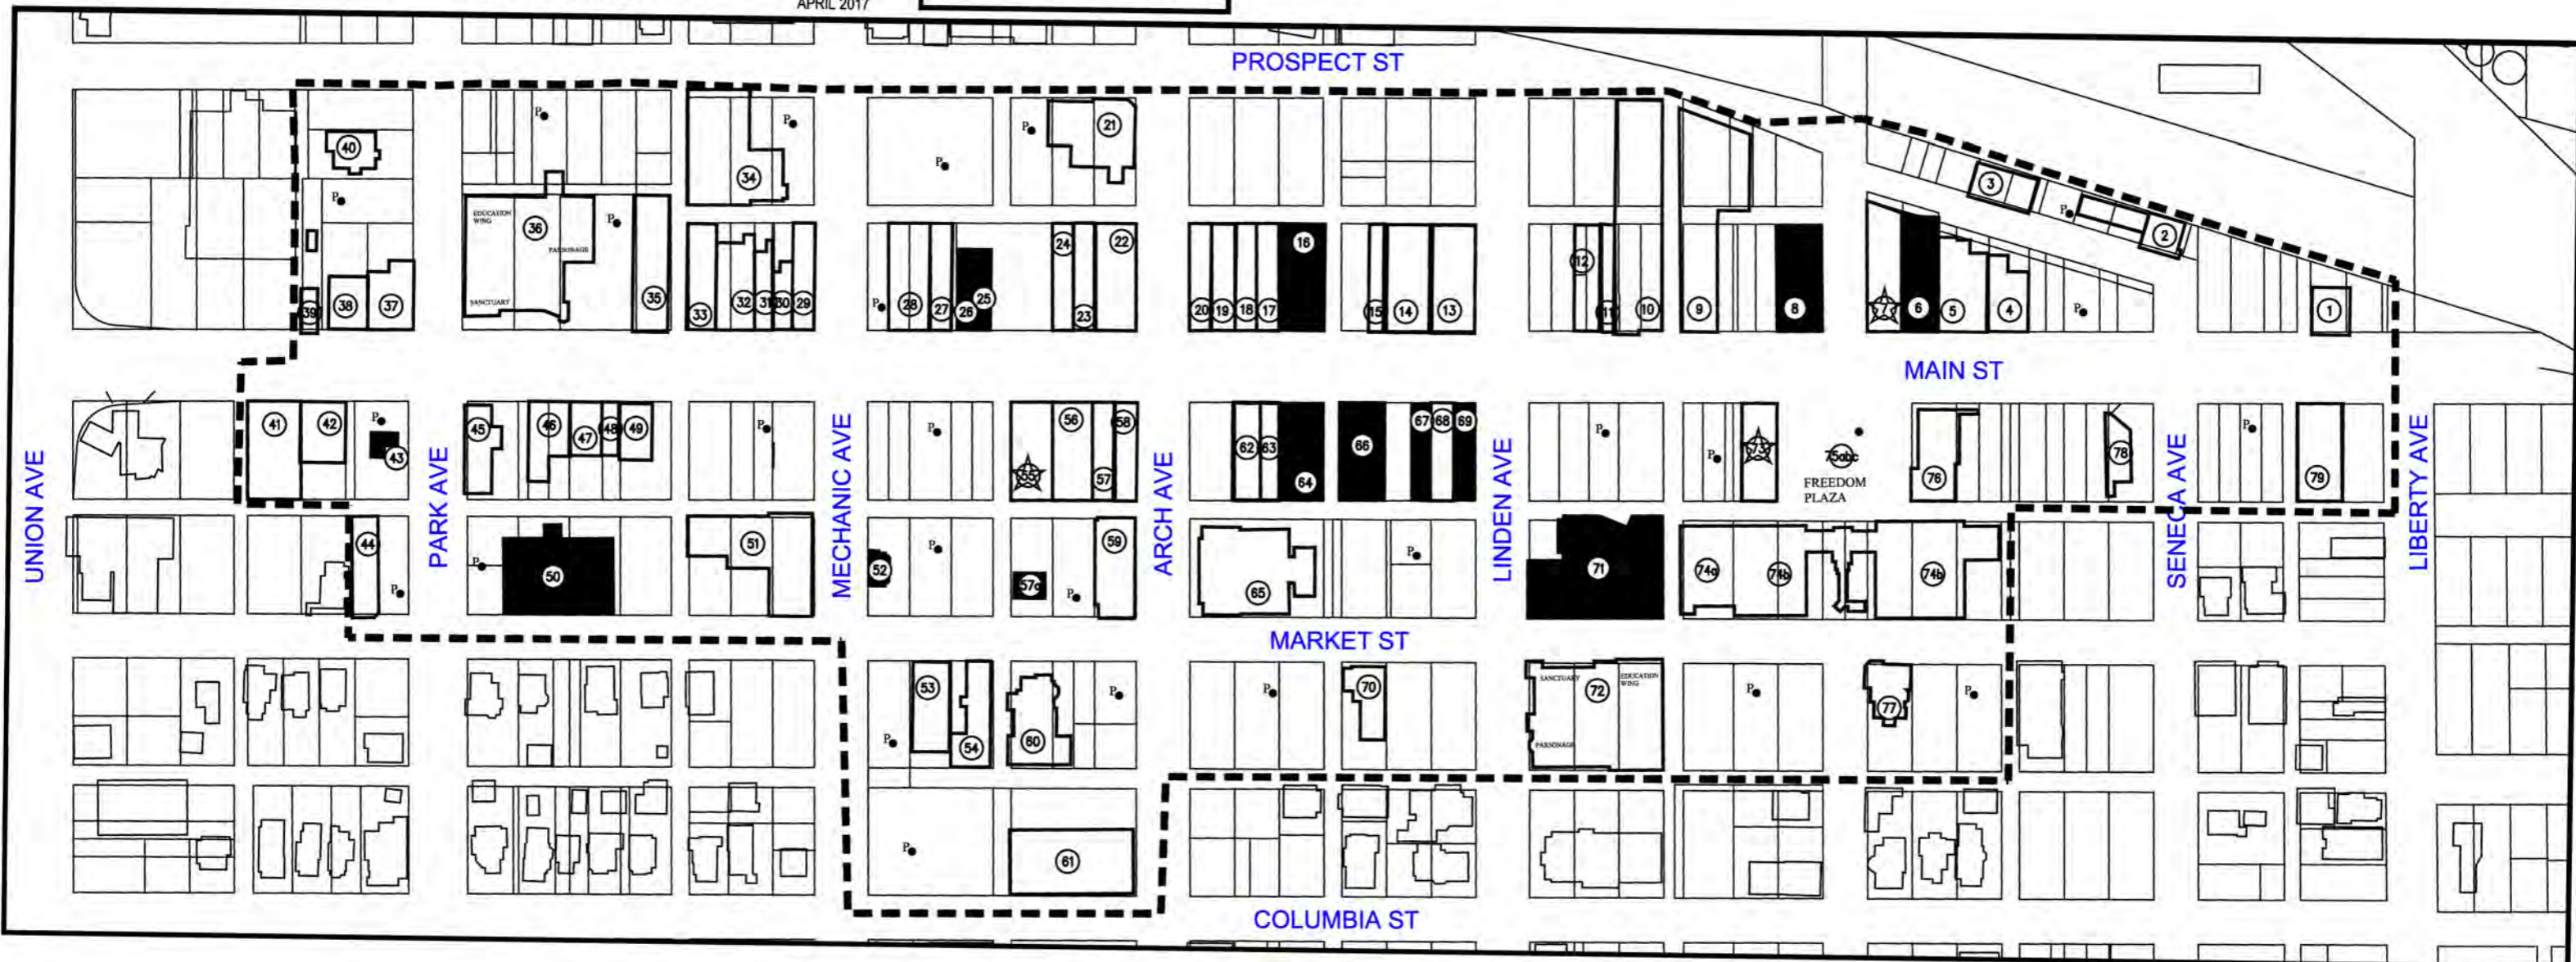 APRIL 2017
PROSPECT ST
P
P
P
21
40
P
3
34
P
P
EDUCATION
WING
36
P
PARSONAGE
2
24
22
16
12
1
SANCTUARY
35
39
38
37
33
32
31
30
29
P
28
27
26
25
23
20
19
18
17
15
14
13
11
10
9
8
7
6
5
4
P
MAIN ST
41
42
P
43
45
46
47
48
49
P
P
55
56
57
58
62
63
64
66
67
68
69
P
P
73
75abc
FREEDOM
PLAZA
76
78
P
79
UNION AVE
PARK AVE
MECHANIC AVE
ARCH AVE
LINDEN AVE
SENECA AVE
LIBERTY AVE
44
P
P
50
51
52
P
57a
P
59
65
P
71
74a
74b
74b
MARKET ST
53
P
54
60
P
P
70
SANCTUARY
72
EDUCATION
WING
PARSONAGE
P
77
P
P
61
COLUMBIA ST